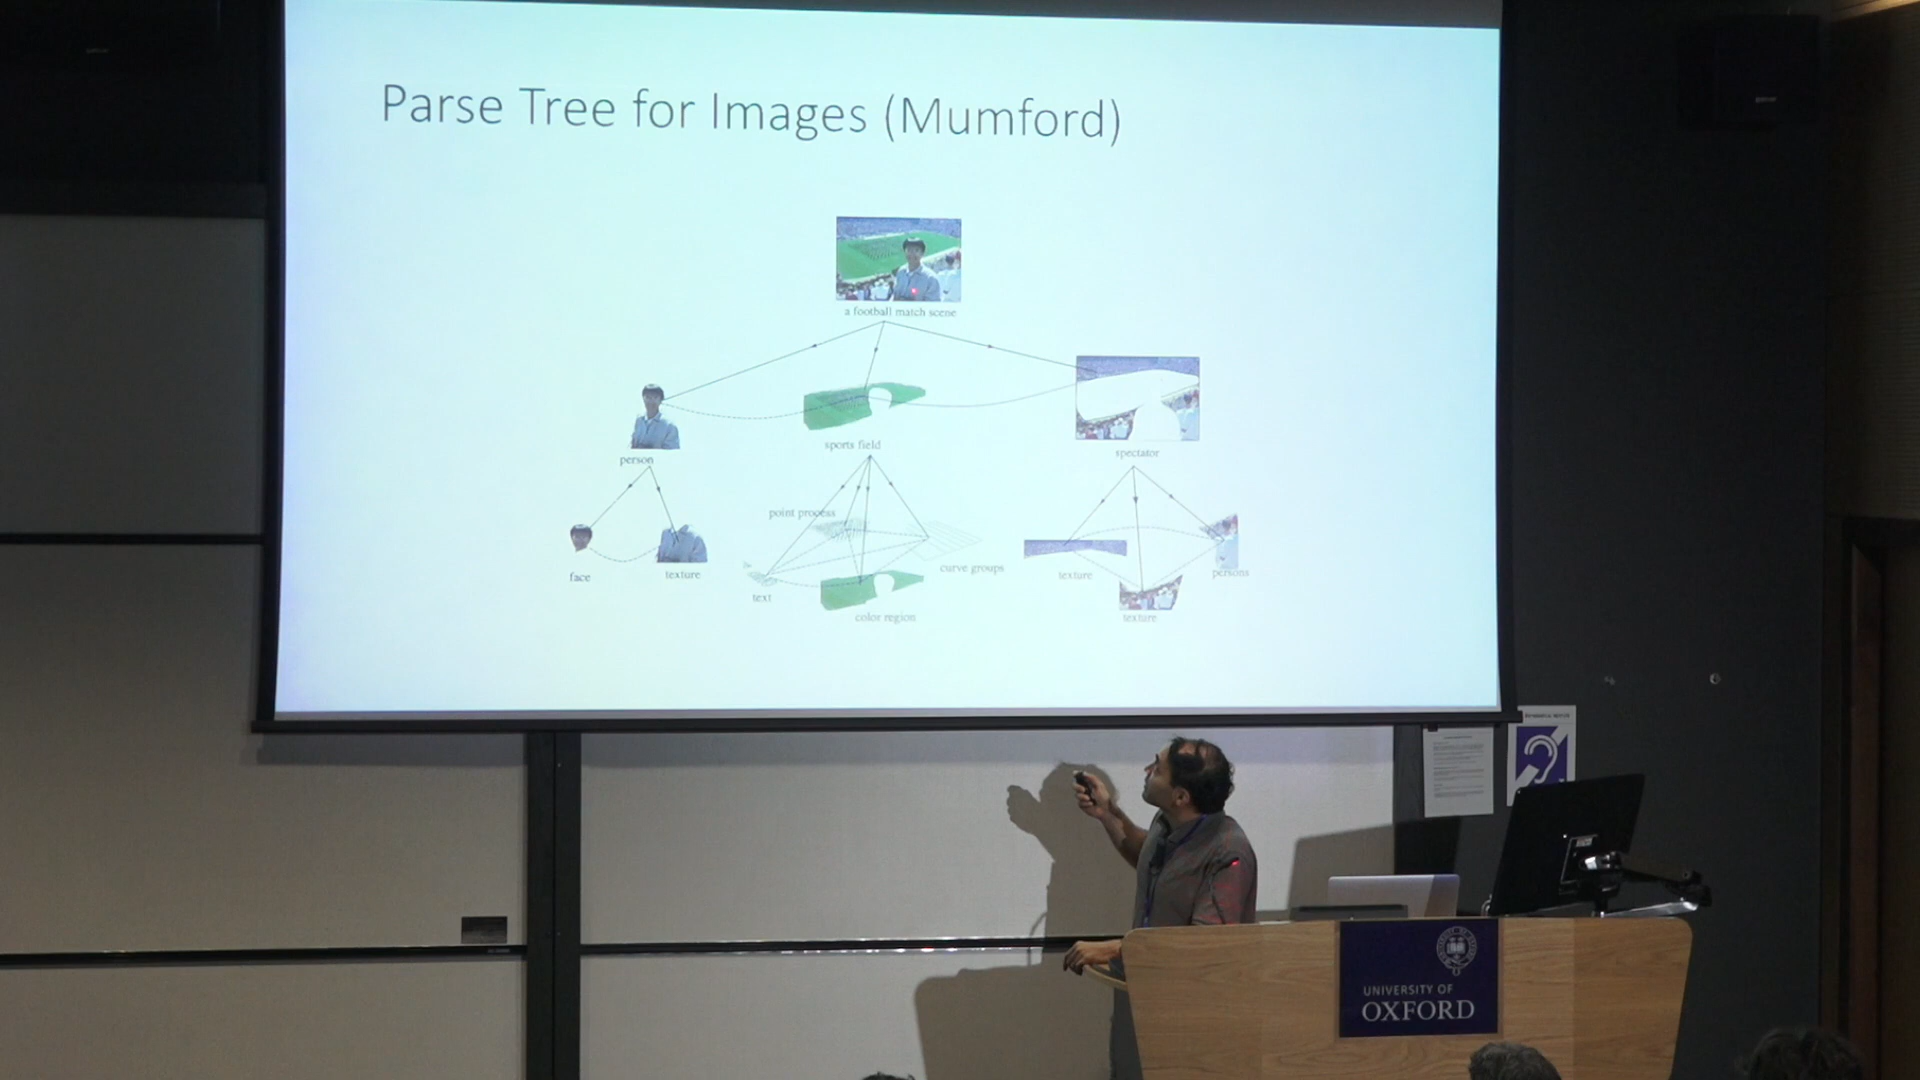 Parse Tree for Images (Mumford)
a football match scene
person
sports field
spectator
point process
face
texture
text
color region
curve groups
texture
texture
persons
UNIVERSITY OF
OXFORD